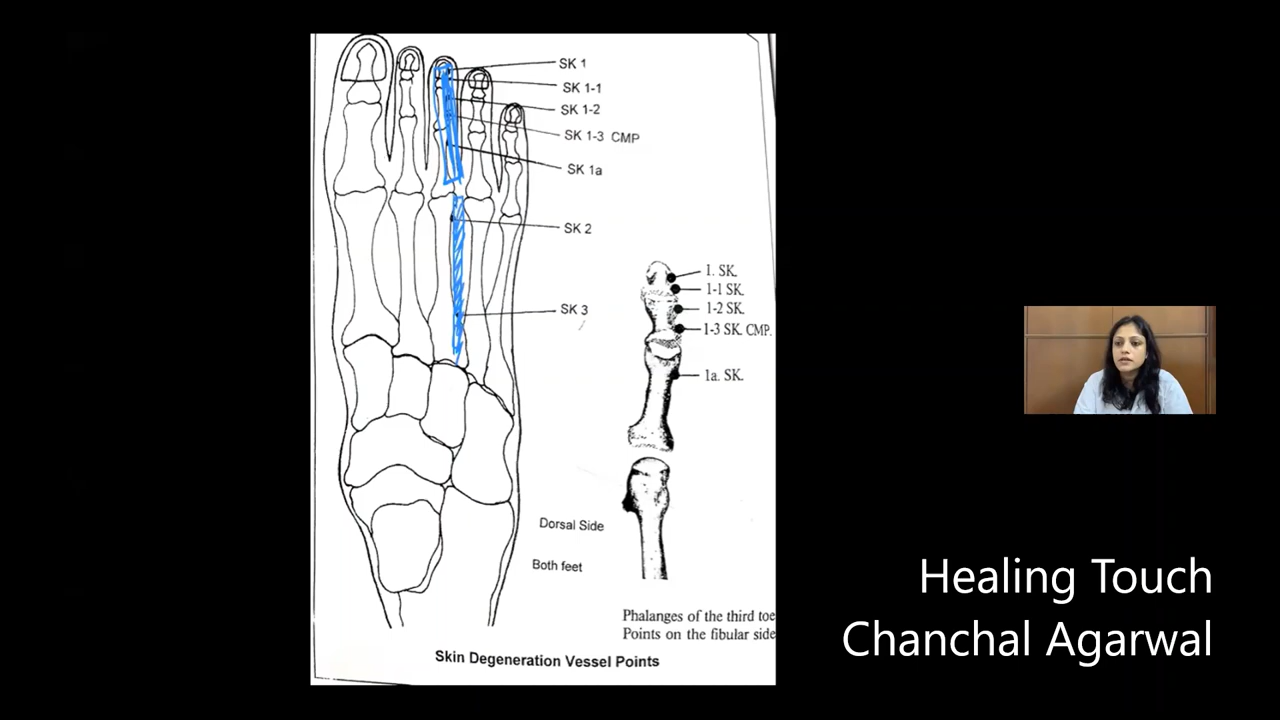 SK 1
SK 1-1
SK 1-2
SK 1-3 CMP
SK 1a
SK 2
SK 3
1. SK.
1-1 SK.
1-2 SK.
1-3 SK. CMP.
1a. SK.
Dorsal Side
Both feet
Phalanges of the third toe
Points on the fibular side
Skin Degeneration Vessel Points
Healing Touch
Chanchal Agarwal